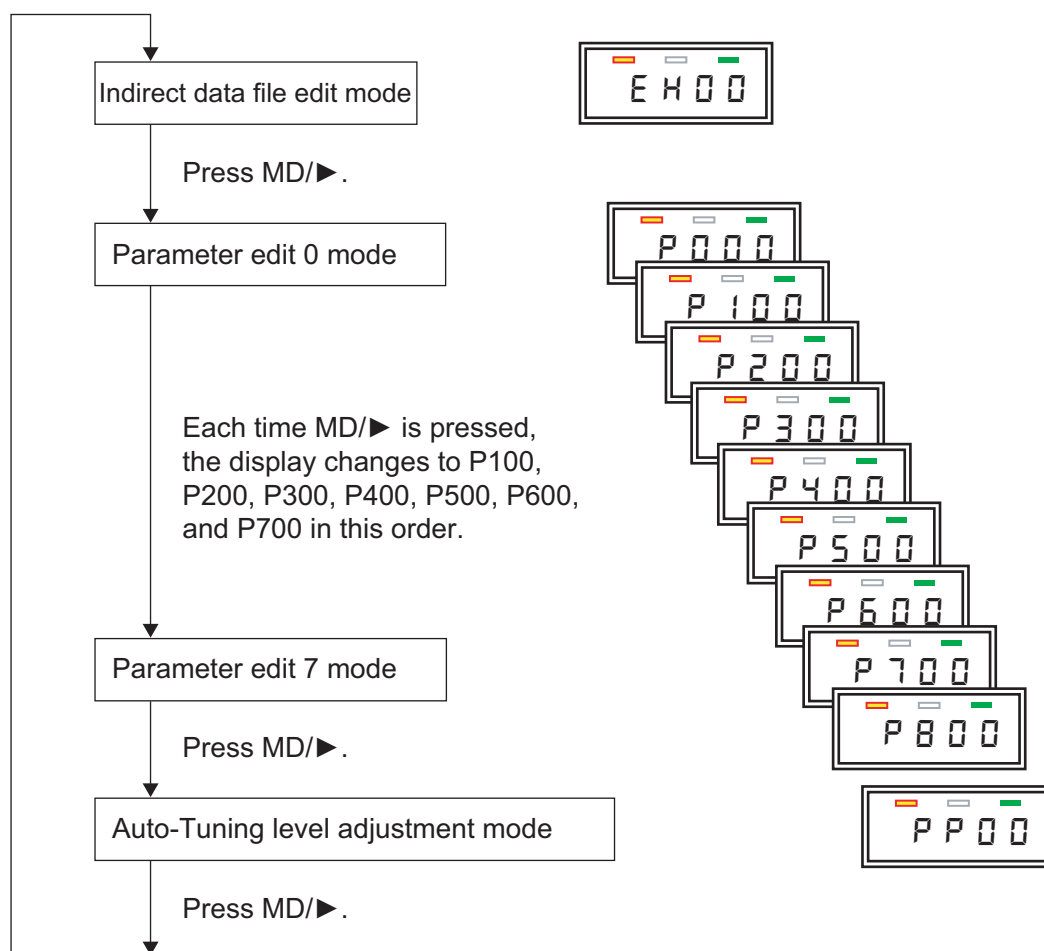 Indirect data file edit mode
EH00
Press MD/►.
Parameter edit 0 mode
P000
P100
P200
P300
Each time MD/► is pressed,
the display changes to P100,
P200, P300, P400, P500, P600,
and P700 in this order.
P400
P500
P600
Parameter edit 7 mode
P700
P800
Press MD/►.
Auto-Tuning level adjustment mode
PP00
Press MD/►.